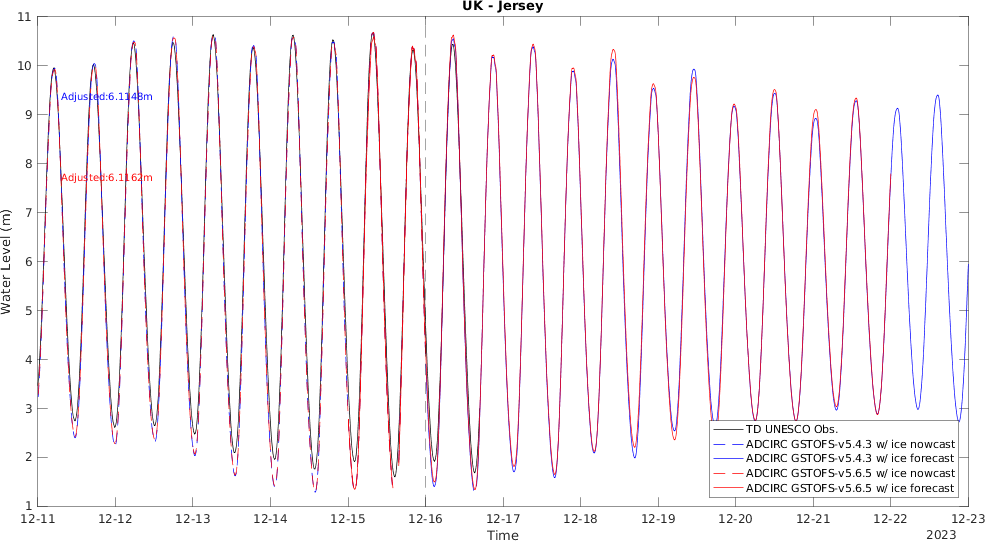 UK - Jersey
11
10
9
8
7
6
5
4
3
2
1
Water Level (m)
Adjusted:6.1148m
Adjusted:6.1162m
TD UNESCO Obs.
ADCIRC GSTOFS-v5.4.3 w/ ice nowcast
ADCIRC GSTOFS-v5.4.3 w/ ice forecast
ADCIRC GSTOFS-v5.6.5 w/ ice nowcast
ADCIRC GSTOFS-v5.6.5 w/ ice forecast
12-11 12-12 12-13 12-14 12-15 12-16 12-17 12-18 12-19 12-20 12-21 12-22 12-23
Time
2023